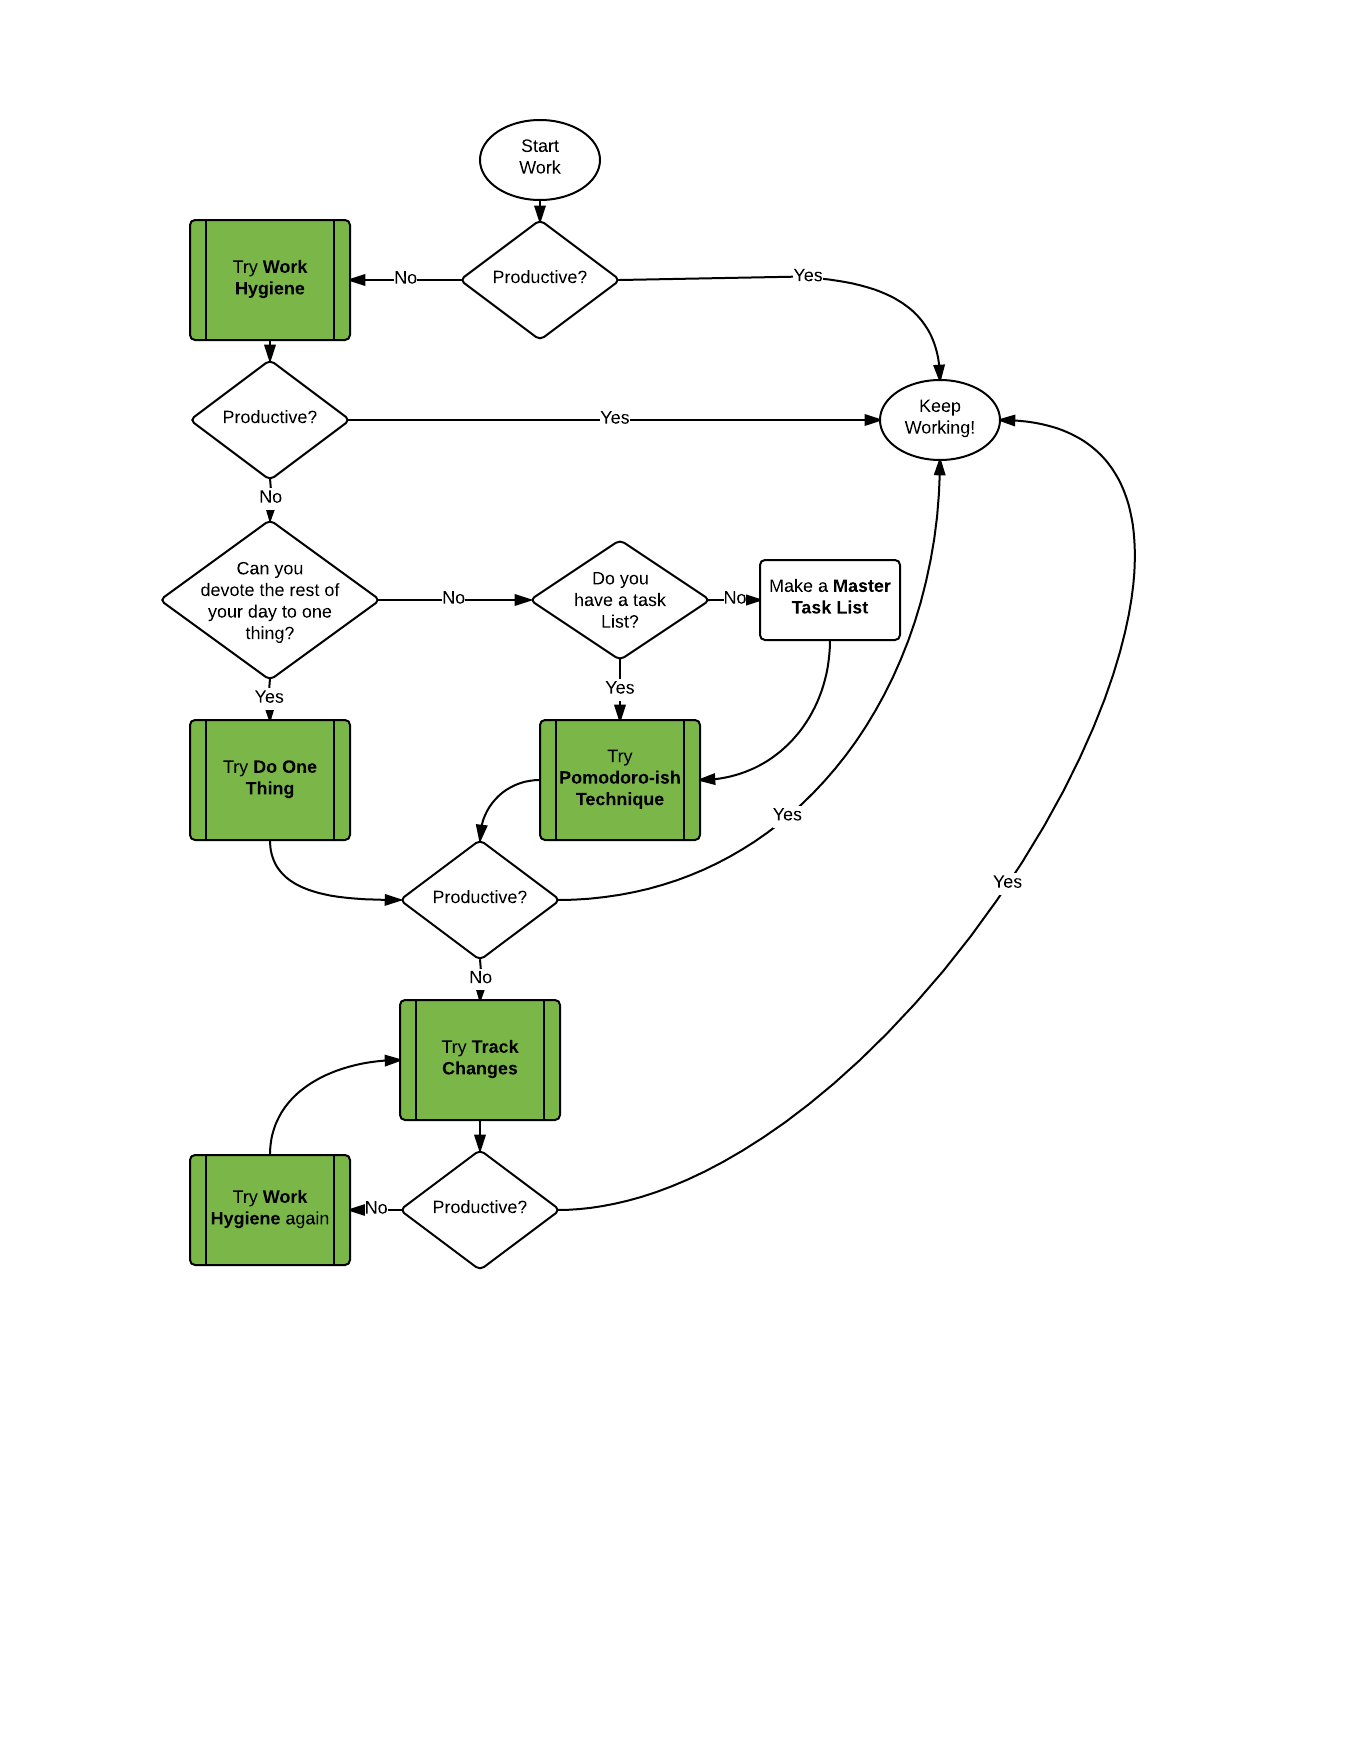 Start
Work
Productive?
No
Yes
Try Work
Hygiene
Keep
Working!
Productive?
Yes
No
Can you
devote the rest of
your day to one
thing?
No
Do you
have a task
List?
No
Make a Master
Task List
Yes
Yes
Try Do One
Thing
Try
Pomodoro-ish
Technique
Yes
Productive?
Yes
No
Try Track
Changes
Try Work
Hygiene again
No
Productive?